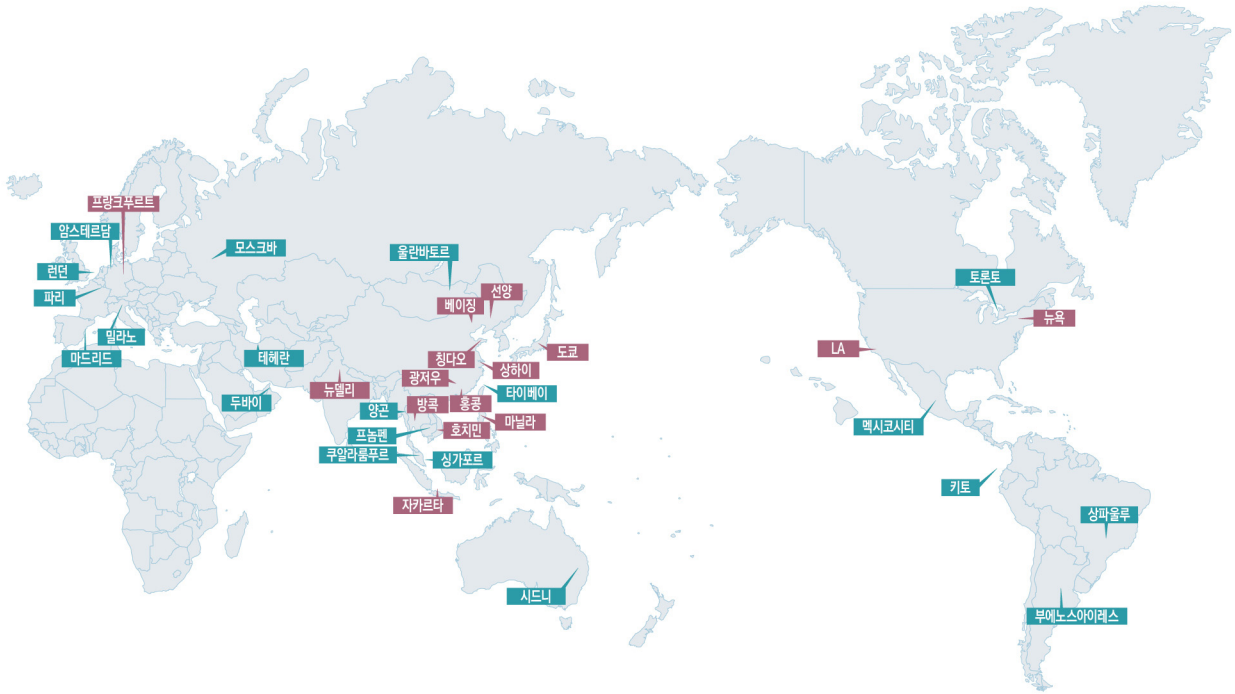 프랑크푸르트
암스테르담
모스크바
울란바토르
런던
토론토
선양
파리
베이징
뉴욕
밀라노
LA
도쿄
마드리드
테헤란
칭다오
상하이
광저우
뉴델리
타이베이
두바이
홍콩
방콕
양곤
마닐라
멕시코시티
프놈펜
호치민
쿠알라룸푸르
싱가포르
키토
자카르타
상파울루
시드니
부에노스아이레스